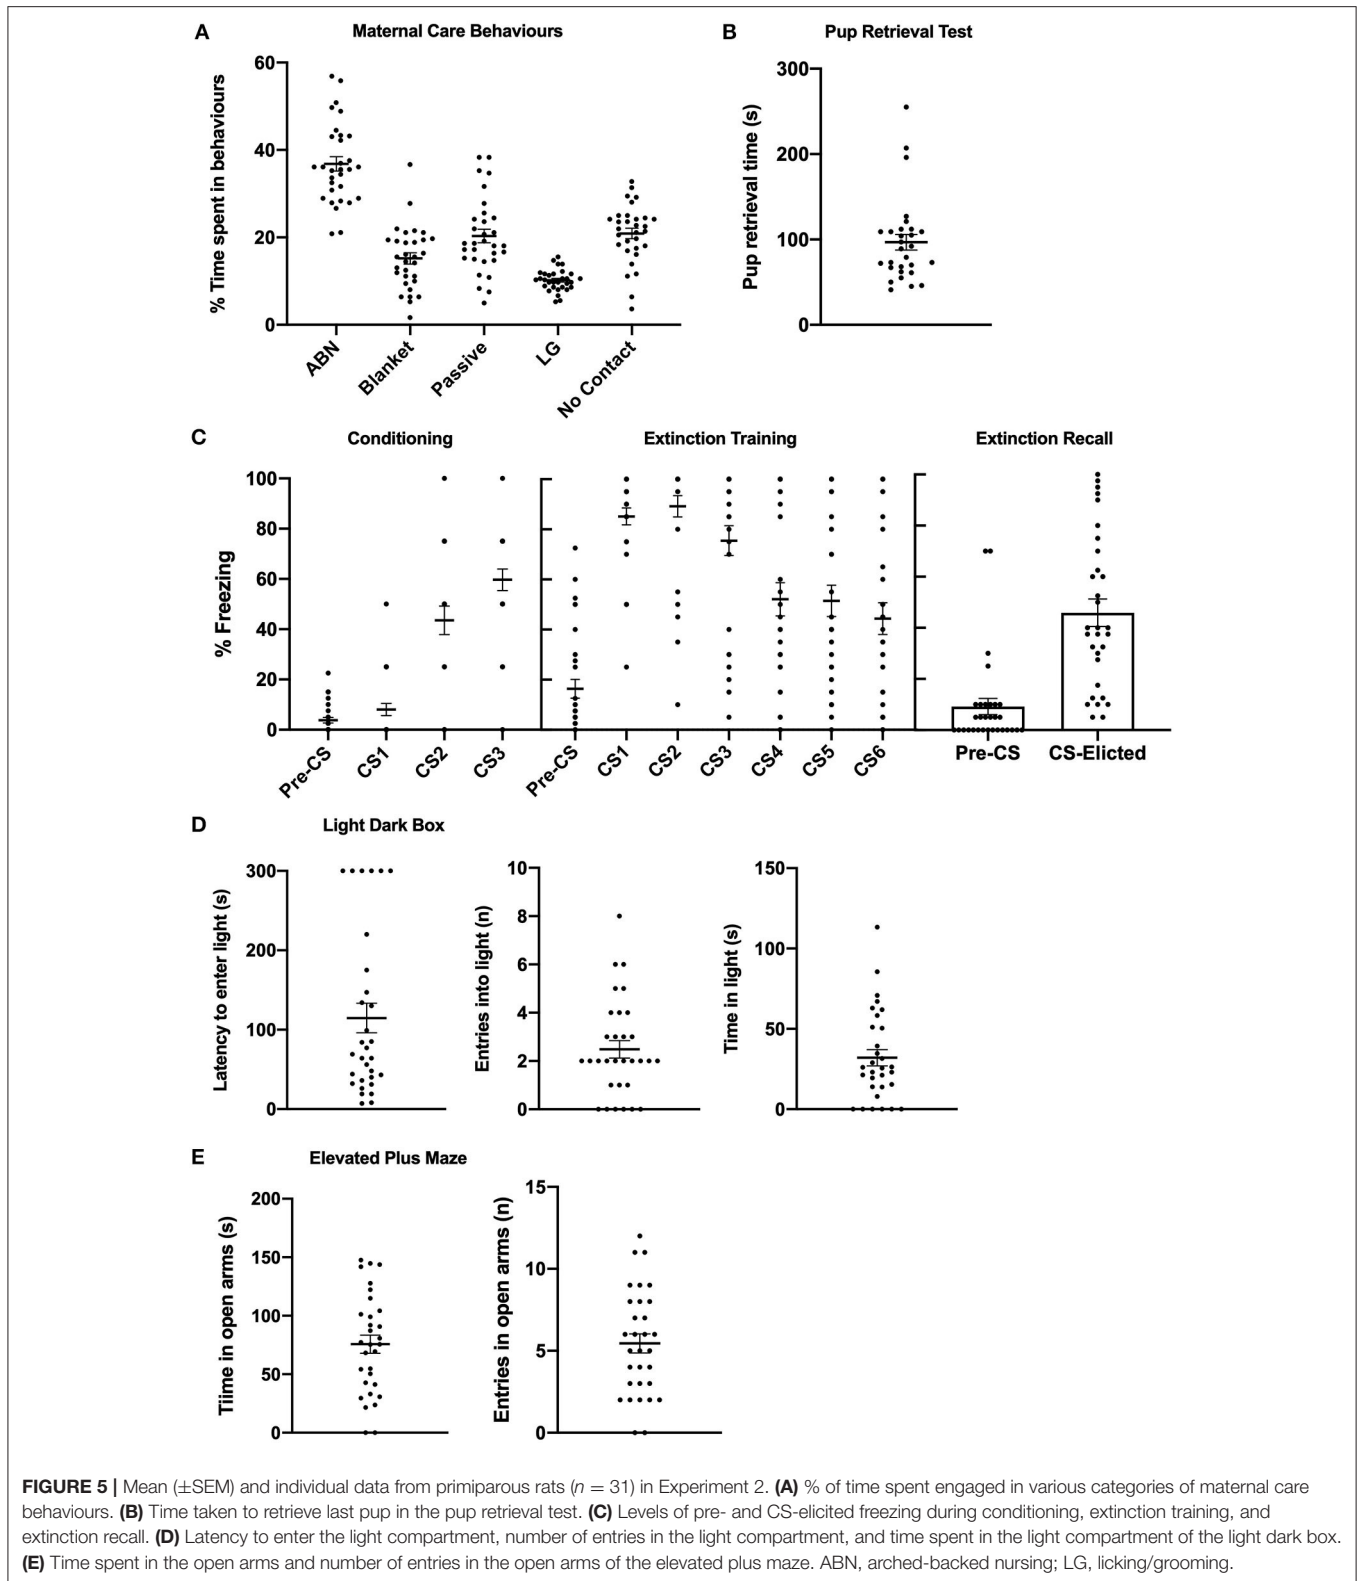 A
Maternal Care Behaviours
% Time spent in behaviours
60
40
20
0
ABN
Blanket
Passive
LG
No Contact
B
Pup Retrieval Test
Pup retrieval time (s)
300
200
100
0
C
Conditioning
Extinction Training
Extinction Recall
% Freezing
100
80
60
40
20
0
Pre-CS
CS1
CS2
CS3
Pre-CS
CS1
CS2
CS3
CS4
CS5
CS6
Pre-CS
CS-Elicted
D
Light Dark Box
Latency to enter light (s)
300
200
100
0
Entries into light (n)
10
8
6
4
2
0
Time in light (s)
150
100
50
0
E
Elevated Plus Maze
Tiime in open arms (s)
200
150
100
50
0
Entries in open arms (n)
15
10
5
0
FIGURE 5 | Mean (±SEM) and individual data from primiparous rats (n = 31) in Experiment 2. (A) % of time spent engaged in various categories of maternal care
behaviours. (B) Time taken to retrieve last pup in the pup retrieval test. (C) Levels of pre- and CS-elicited freezing during conditioning, extinction training, and
extinction recall. (D) Latency to enter the light compartment, number of entries in the light compartment, and time spent in the light compartment of the light dark box.
(E) Time spent in the open arms and number of entries in the open arms of the elevated plus maze. ABN, arched-backed nursing; LG, licking/grooming.